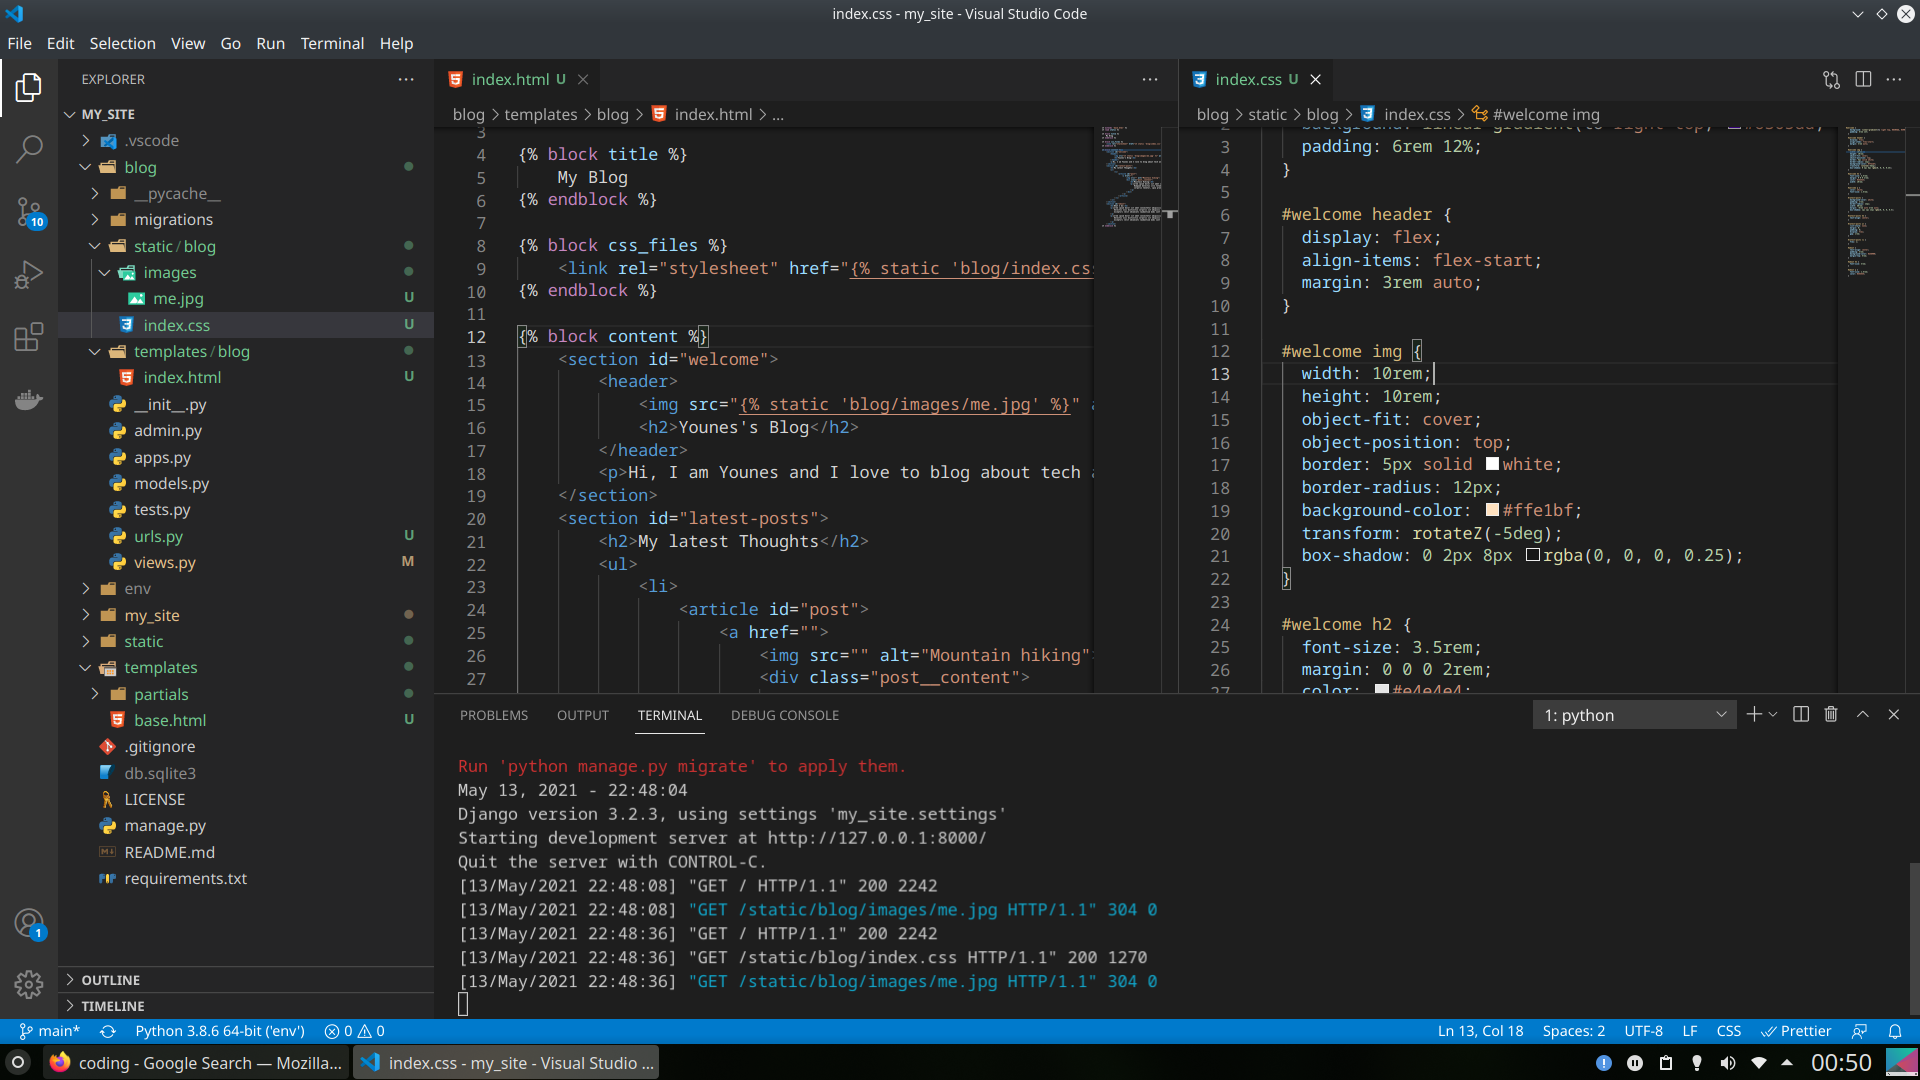 index.css - my_site - Visual Studio Code
File Edit Selection View Go Run Terminal Help
EXPLORER
MY_SITE
.vscode
blog
__pycache__
migrations
static/blog
images
me.jpg U
index.css U
templates/blog
index.html U
__init__.py
admin.py
apps.py
models.py
tests.py
urls.py U
views.py M
env
my_site
static
templates
partials
base.html U
.gitignore
db.sqlite3
LICENSE
manage.py
README.md
requirements.txt
OUTLINE
TIMELINE
10
1
index.html U
blog > templates > blog > index.html > ...
3
4 {% block title %}
5 My Blog
6 {% endblock %}
7
8 {% block css_files %}
9 <link rel="stylesheet" href="{% static 'blog/index.cs
10 {% endblock %}
11
12 {% block content %}
13 <section id="welcome">
14 <header>
15 <img src="{% static 'blog/images/me.jpg' %}" a
16 <h2>Younes's Blog</h2>
17 </header>
18 <p>Hi, I am Younes and I love to blog about tech a
19 </section>
20 <section id="latest-posts">
21 <h2>My latest Thoughts</h2>
22 <ul>
23 <li>
24 <article id="post">
25 <a href="">
26 <img src="" alt="Mountain hiking">
27 <div class="post__content">
index.css U
blog > static > blog > index.css > #welcome img
2 background: linear-gradient(to right top,
3 padding: 6rem 12%;
4 }
5
6 #welcome header {
7 display: flex;
8 align-items: flex-start;
9 margin: 3rem auto;
10 }
11
12 #welcome img {
13 width: 10rem;
14 height: 10rem;
15 object-fit: cover;
16 object-position: top;
17 border: 5px solid white;
18 border-radius: 12px;
19 background-color: #ffe1bf;
20 transform: rotateZ(-5deg);
21 box-shadow: 0 2px 8px rgba(0, 0, 0, 0.25);
22 }
23
24 #welcome h2 {
25 font-size: 3.5rem;
26 margin: 0 0 0 2rem;
27 color: #e4e4e4;
PROBLEMS OUTPUT TERMINAL DEBUG CONSOLE 1: python
Run 'python manage.py migrate' to apply them.
May 13, 2021 - 22:48:04
Django version 3.2.3, using settings 'my_site.settings'
Starting development server at http://127.0.0.1:8000/
Quit the server with CONTROL-C.
[13/May/2021 22:48:08] "GET / HTTP/1.1" 200 2242
[13/May/2021 22:48:08] "GET /static/blog/images/me.jpg HTTP/1.1" 304 0
[13/May/2021 22:48:36] "GET / HTTP/1.1" 200 2242
[13/May/2021 22:48:36] "GET /static/blog/index.css HTTP/1.1" 200 1270
[13/May/2021 22:48:36] "GET /static/blog/images/me.jpg HTTP/1.1" 304 0
main* Python 3.8.6 64-bit ('env') 0 0 Ln 13, Col 18 Spaces: 2 UTF-8 LF CSS Prettier
coding - Google Search — Mozilla... index.css - my_site - Visual Studio ... 00:50